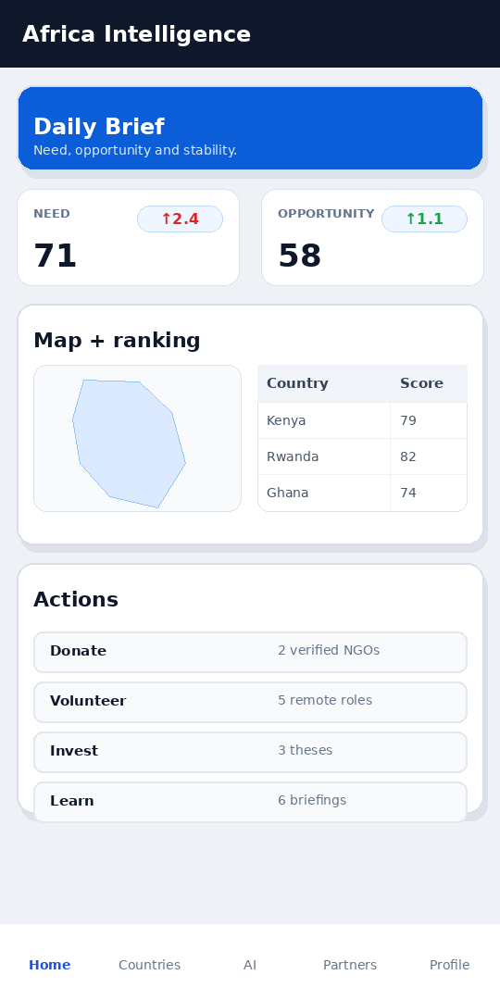 Africa Intelligence
Daily Brief
Need, opportunity and stability.
NEED ↑2.4
71
OPPORTUNITY ↑1.1
58
Map + ranking
Country Score
Kenya 79
Rwanda 82
Ghana 74
Actions
Donate 2 verified NGOs
Volunteer 5 remote roles
Invest 3 theses
Learn 6 briefings
Home Countries AI Partners Profile